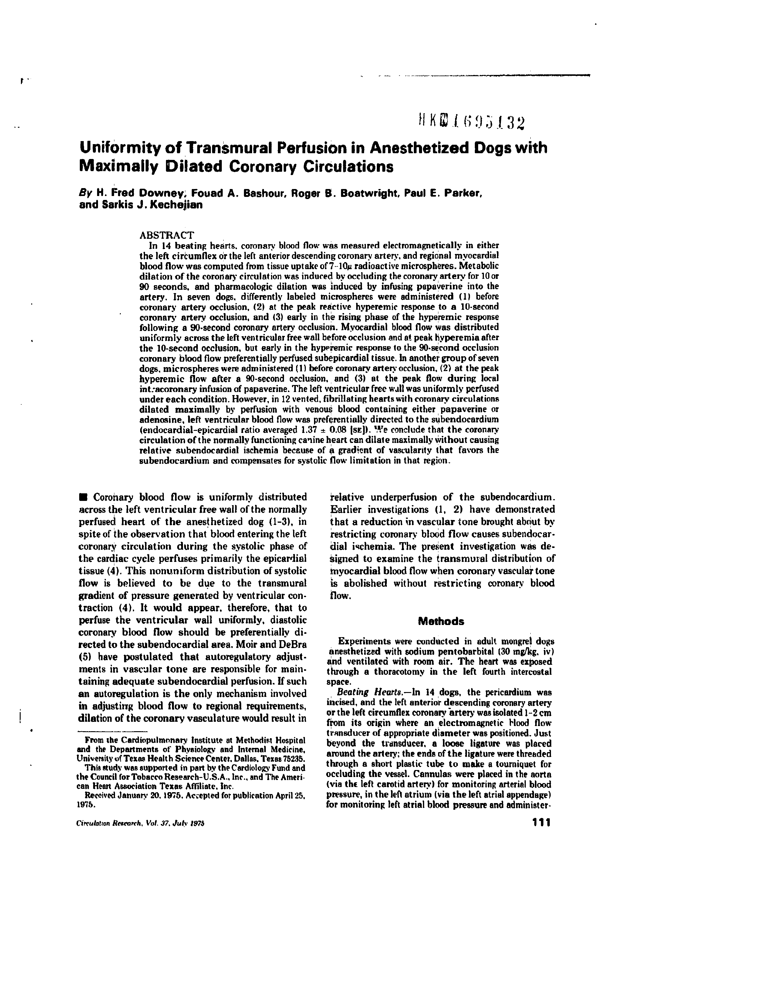 HK 1695132
Uniformity of Transmural Perfusion in Anesthetized Dogs with
Maximally Dilated Coronary Circulations
By H. Fred Downey, Fouad A. Bashour, Roger B. Boatwright, Paul E. Parker,
and Sarkis J. Kechejian
ABSTRACT
In 14 beating hearts, coronary blood flow was measured electromagnetically in either
the left circumflex or the left anterior descending coronary artery, and regional myocardial
blood flow was computed from tissue uptake of 7-10μ radioactive microspheres. Metabolic
dilation of the coronary circulation was induced by occluding the coronary artery for 10 or
90 seconds, and pharmacologic dilation was induced by infusing papaverine into the
artery. In seven dogs, differently labeled microspheres were administered (1) before
coronary artery occlusion, (2) at the peak reactive hyperemic response to a 10-second
coronary artery occlusion, and (3) early in the rising phase of the hyperemic response
following a 90-second coronary artery occlusion. Myocardial blood flow was distributed
uniformly across the left ventricular free wall before occlusion and at peak hyperemia after
the 10-second occlusion, but early in the hyperemic response to the 90-second occlusion
coronary blood flow preferentially perfused subepicardial tissue. In another group of seven
dogs, microspheres were administered (1) before coronary artery occlusion, (2) at the peak
hyperemic flow after a 90-second occlusion, and (3) at the peak flow during local
intracoronary infusion of papaverine. The left ventricular free wall was uniformly perfused
under each condition. However, in 12 vented, fibrillating hearts with coronary circulations
dilated maximally by perfusion with venous blood containing either papaverine or
adenosine, left ventricular blood flow was preferentially directed to the subendocardium
(endocardial-epicardial ratio averaged 1.37 ± 0.08 [SE]). We conclude that the coronary
circulation of the normally functioning canine heart can dilate maximally without causing
relative subendocardial ischemia because of a gradient of vascularity that favors the
subendocardium and compensates for systolic flow limitation in that region.
■ Coronary blood flow is uniformly distributed
across the left ventricular free wall of the normally
perfused heart of the anesthetized dog (1-3), in
spite of the observation that blood entering the left
coronary circulation during the systolic phase of
the cardiac cycle perfuses primarily the epicardial
tissue (4). This nonuniform distribution of systolic
flow is believed to be due to the transmural
gradient of pressure generated by ventricular con-
traction (4). It would appear, therefore, that to
perfuse the ventricular wall uniformly, diastolic
coronary blood flow should be preferentially di-
rected to the subendocardial area. Moir and DeBra
(5) have postulated that autoregulatory adjust-
ments in vascular tone are responsible for main-
taining adequate subendocardial perfusion. If such
an autoregulation is the only mechanism involved
in adjusting blood flow to regional requirements,
dilation of the coronary vasculature would result in
From the Cardiopulmonary Institute at Methodist Hospital
and the Departments of Physiology and Internal Medicine,
University of Texas Health Science Center, Dallas, Texas 75235.
This study was supported in part by the Cardiology Fund and
the Council for Tobacco Research-U.S.A., Inc., and The Ameri-
can Heart Association Texas Affiliate, Inc.
Received January 20, 1975. Accepted for publication April 25,
1975.
relative underperfusion of the subendocardium.
Earlier investigations (1, 2) have demonstrated
that a reduction in vascular tone brought about by
restricting coronary blood flow causes subendocar-
dial ischemia. The present investigation was de-
signed to examine the transmural distribution of
myocardial blood flow when coronary vascular tone
is abolished without restricting coronary blood
flow.
Methods
Experiments were conducted in adult mongrel dogs
anesthetized with sodium pentobarbital (30 mg/kg, iv)
and ventilated with room air. The heart was exposed
through a thoracotomy in the left fourth intercostal
space.
Beating Hearts.—In 14 dogs, the pericardium was
incised, and the left anterior descending coronary artery
or the left circumflex coronary artery was isolated 1-2 cm
from its origin where an electromagnetic blood flow
transducer of appropriate diameter was positioned. Just
beyond the transducer, a loose ligature was placed
around the artery; the ends of the ligature were threaded
through a short plastic tube to make a tourniquet for
occluding the vessel. Cannulas were placed in the aorta
(via the left carotid artery) for monitoring arterial blood
pressure, in the left atrium (via the left atrial appendage)
for monitoring left atrial blood pressure and administer-
Circulation Research, Vol. 37, July 1975
111